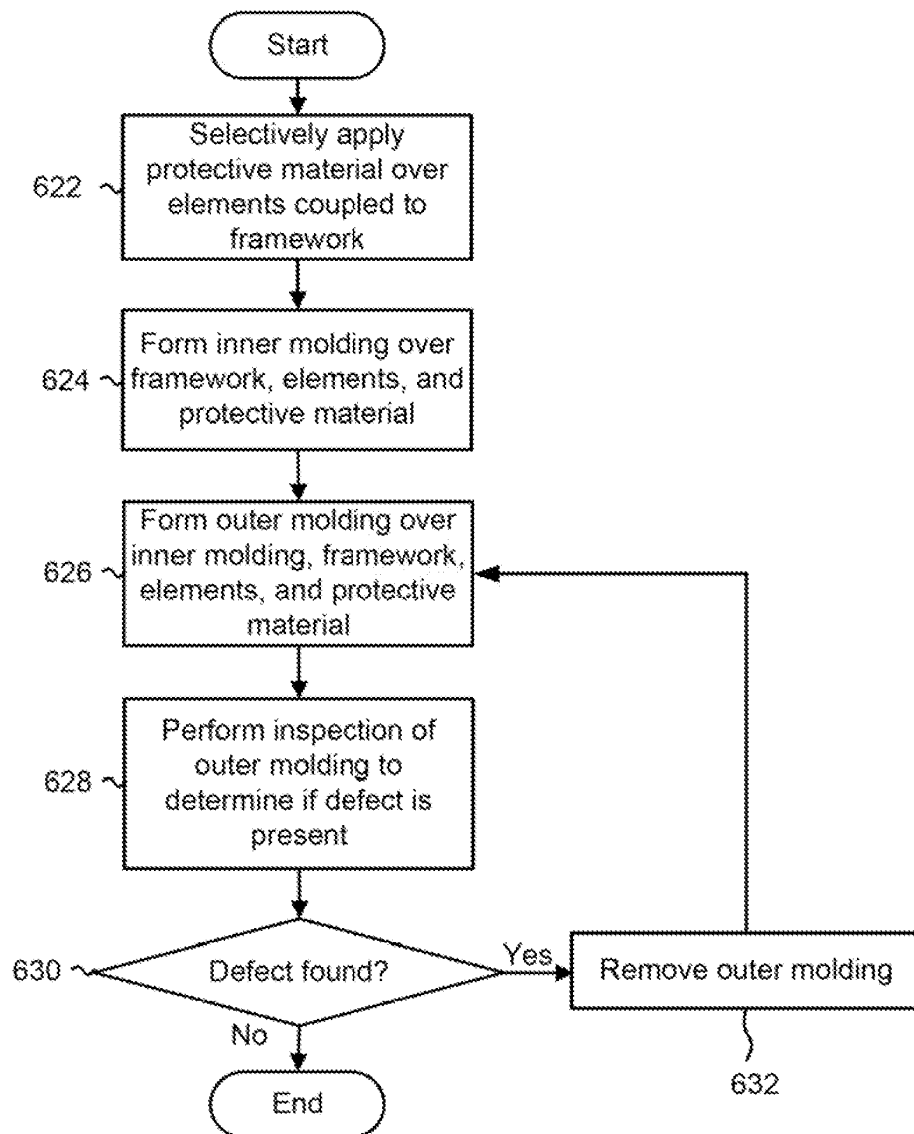 Start
Selectively apply
protective material over
elements coupled to
framework
622
Form inner molding over
framework, elements, and
protective material
624
Form outer molding over
inner molding, framework,
elements, and protective
material
626
Perform inspection of
outer molding to
determine if defect is
present
628
Defect found?
630
Yes
Remove outer molding
632
No
End